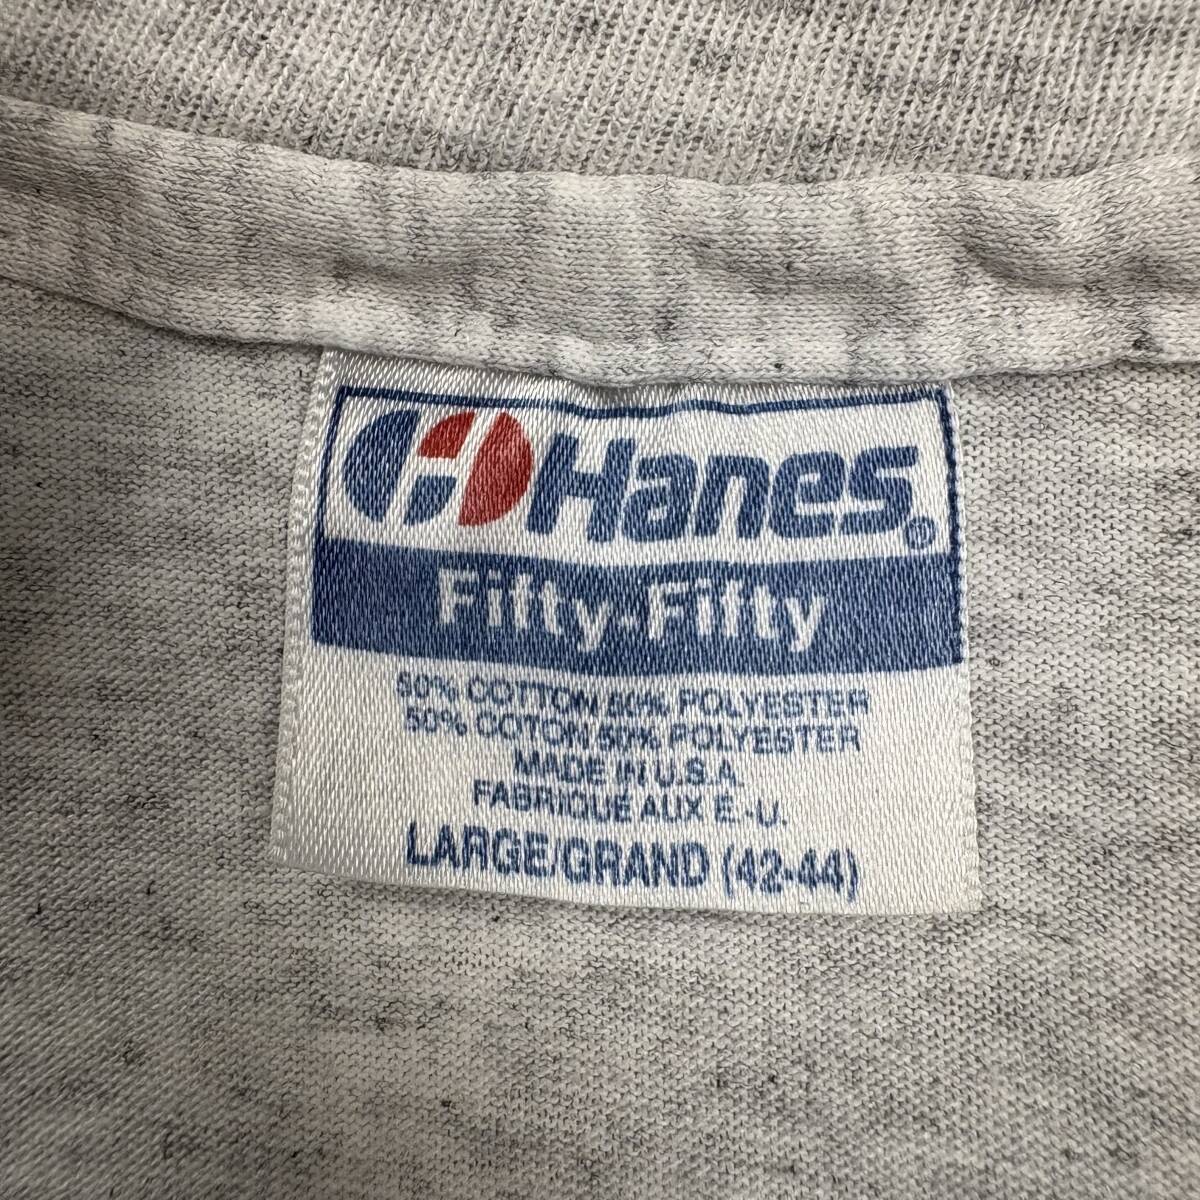 Hanes®
Fifty-Fifty
50% COTTON 50% POLYESTER
50% COTON 50% POLYESTER
MADE IN U.S.A
FABRIQUÉ AUX É.-U.
LARGE/GRAND (42-44)